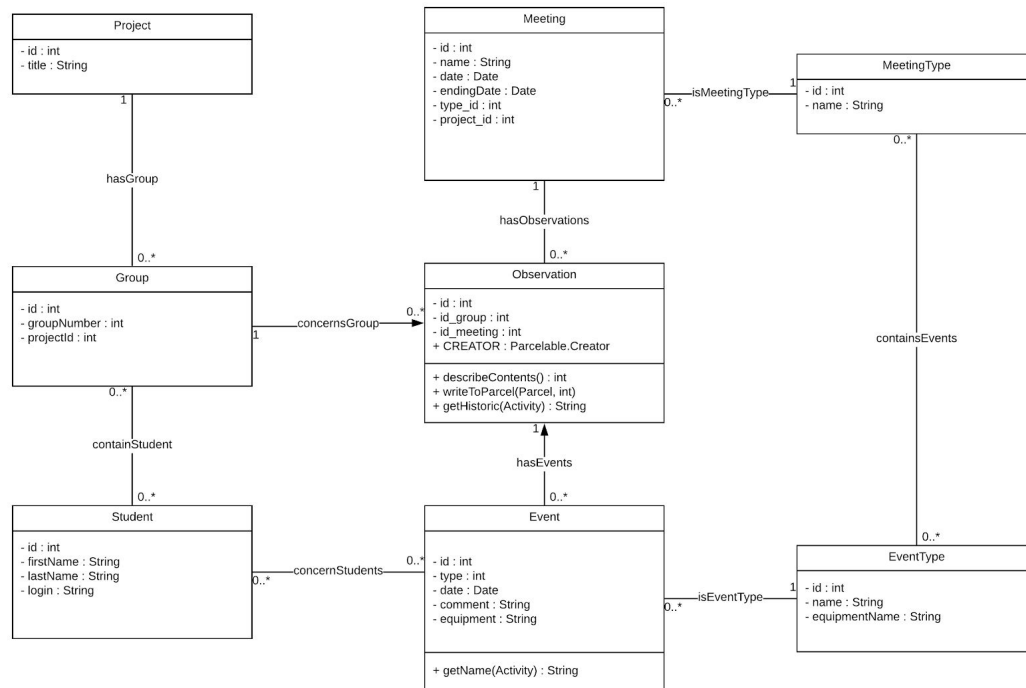 Project
- id : int
- title : String
1
hasGroup
0..*
Meeting
- id : int
- name : String
- date : Date
- endingDate : Date
- type_id : int
- project_id : int
0..*
isMeetingType
1
MeetingType
- id : int
- name : String
0..*
1
hasObservations
0..*
Group
- id : int
- groupNumber : int
- projectId : int
1
concernsGroup
0..*
Observation
- id : int
- id_group : int
- id_meeting : int
+ CREATOR : Parcelable.Creator
+ describeContents() : int
+ writeToParcel(Parcel, int)
+ getHistoric(Activity) : String
containsEvents
0..*
containStudent
0..*
1
hasEvents
0..*
0..*
Student
- id : int
- firstName : String
- lastName : String
- login : String
0..*
concernStudents
0..*
Event
- id : int
- type : int
- date : Date
- comment : String
- equipment : String
+ getName(Activity) : String
0..*
isEventType
1
EventType
- id : int
- name : String
- equipmentName : String